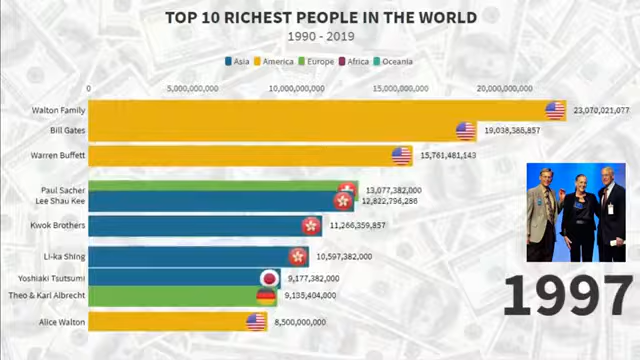 TOP 10 RICHEST PEOPLE IN THE WORLD
1990 - 2019
Asia America Europe Africa Oceania
0 5,000,000,000 10,000,000,000 15,000,000,000 20,000,000,000
Walton Family 23,070,021,077
Bill Gates 19,038,386,857
Warren Buffett 15,761,461,143
Paul Sacher 13,077,382,000
Lee Shau Kee 12,822,796,286
Kwok Brothers 11,266,359,857
Li-ka Shing 10,597,382,000
Yoshiaki Tsutsumi 9,177,382,000
Theo & Karl Albrecht 9,135,404,000
Alice Walton 8,500,000,000
1997